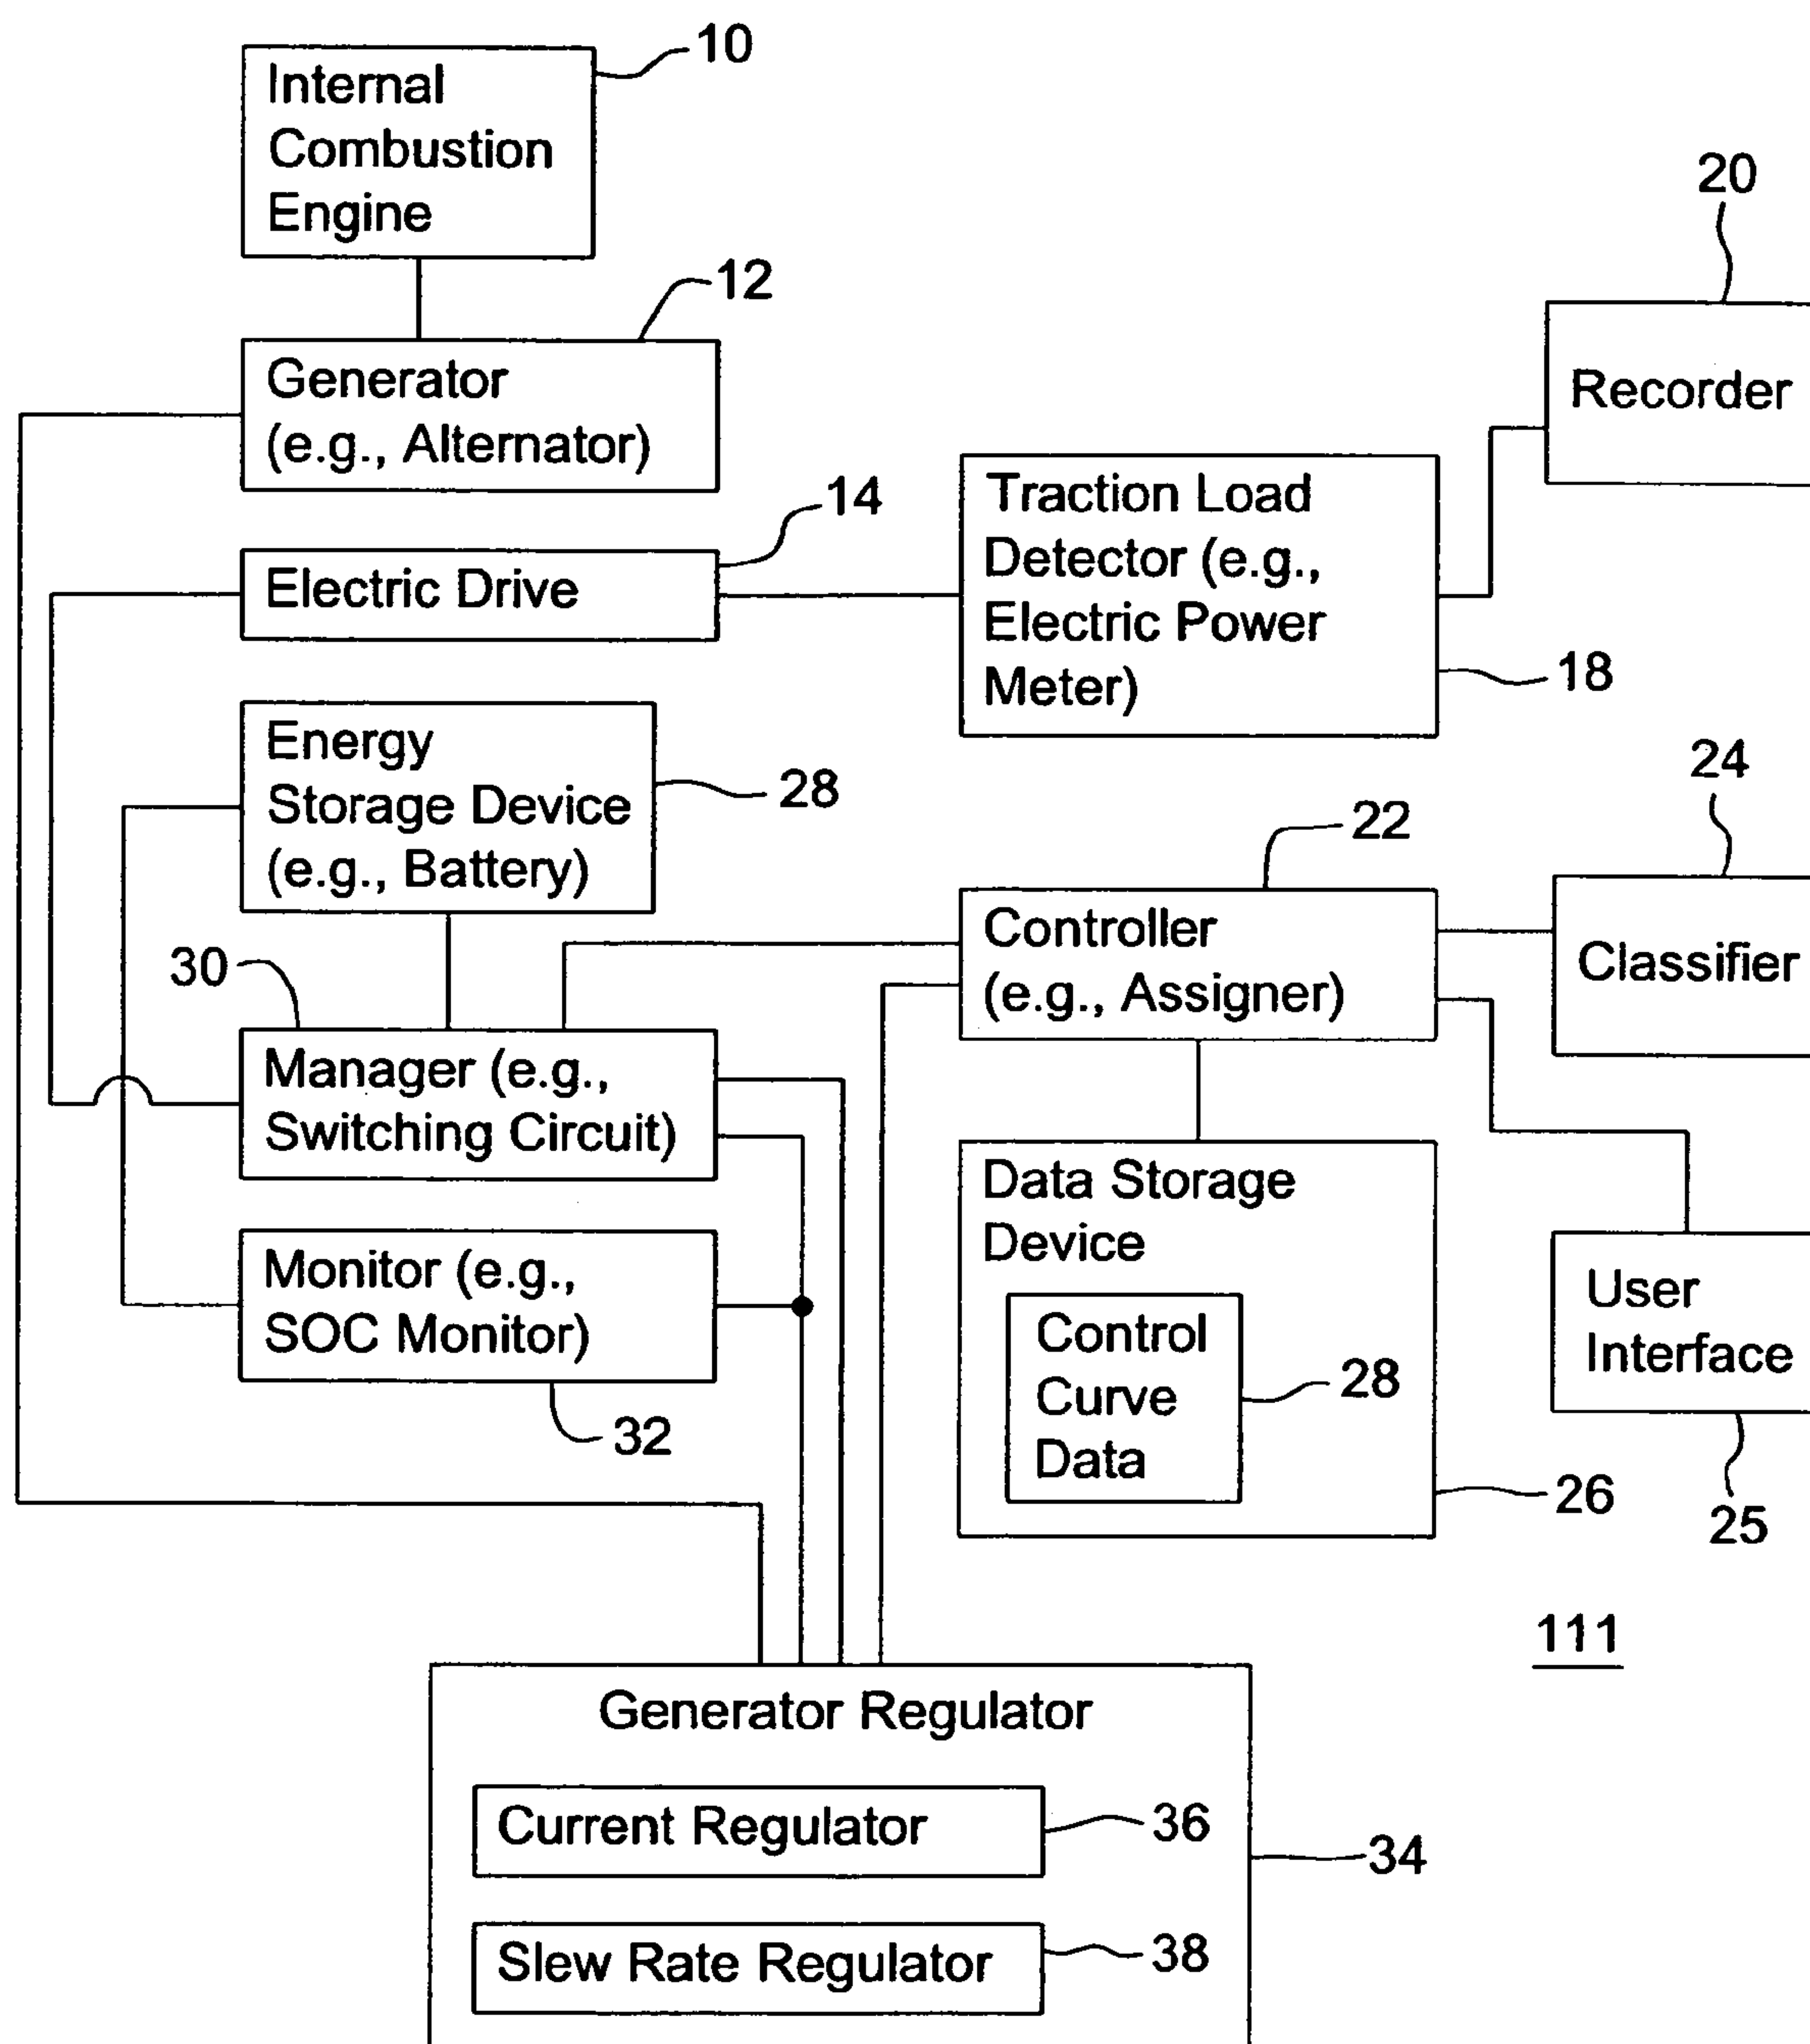 10
Internal
Combustion
Engine
12
Generator
(e.g., Alternator)
14
Electric Drive
Traction Load
Detector (e.g.,
Electric Power
Meter)
18
20
Recorder
Energy
Storage Device
(e.g., Battery)
28
22
Controller
(e.g., Assigner)
24
Classifier
30
Manager (e.g.,
Switching Circuit)
Monitor (e.g.,
SOC Monitor)
32
Data Storage
Device
Control
Curve
Data
28
26
User
Interface
25
111
Generator Regulator
Current Regulator
36
34
Slew Rate Regulator
38